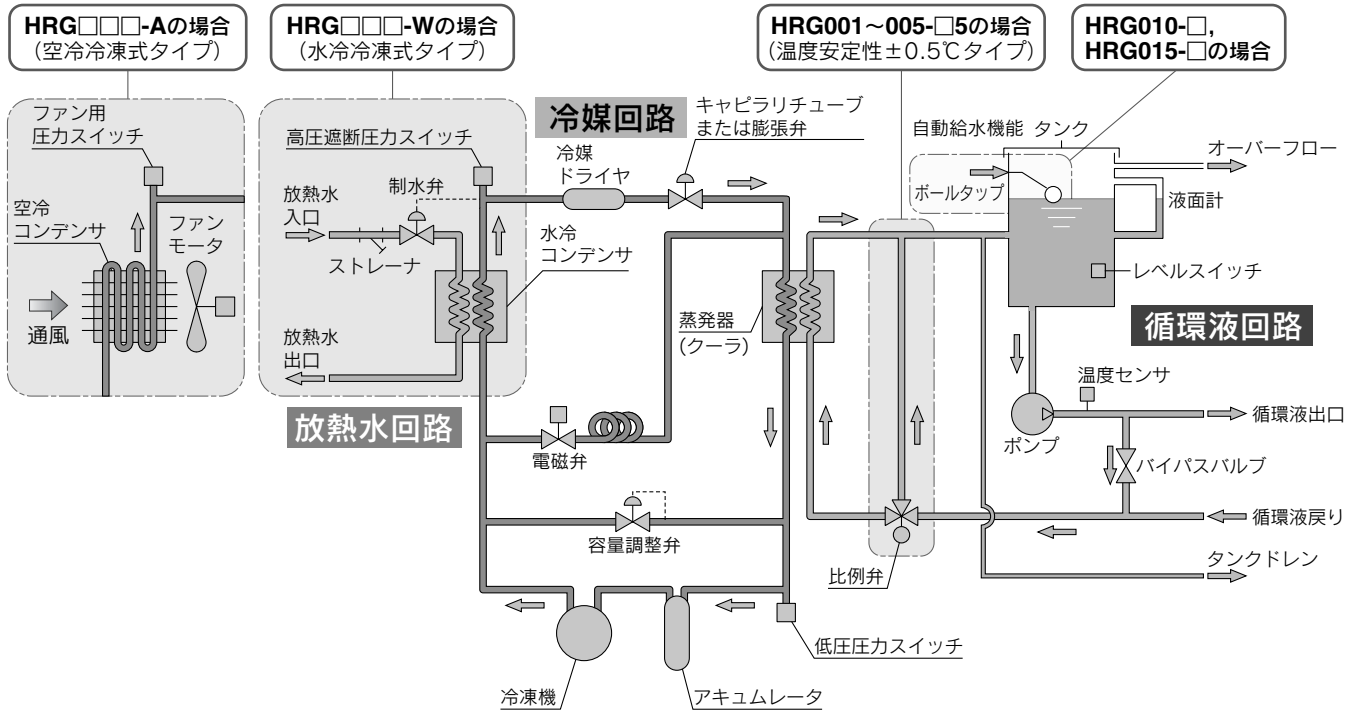 HRG□□□-Aの場合
（空冷冷凍式タイプ）
HRG□□□-Wの場合
（水冷冷凍式タイプ）
HRG001～005-□5の場合
（温度安定性±0.5℃タイプ）
HRG010-□,
HRG015-□の場合
ファン用
圧力スイッチ
空冷
コンデンサ
ファン
モータ
通風
高圧遮断圧力スイッチ
放熱水
入口
制水弁
ストレーナ
水冷
コンデンサ
放熱水
出口
放熱水回路
冷媒回路
キャピラリチューブ
または膨張弁
冷媒
ドライヤ
蒸発器
(クーラ)
電磁弁
容量調整弁
冷凍機
アキュムレータ
低圧圧力スイッチ
比例弁
自動給水機能
タンク
オーバーフロー
ボールタップ
液面計
レベルスイッチ
循環液回路
温度センサ
ポンプ
循環液出口
バイパスバルブ
循環液戻り
タンクドレン